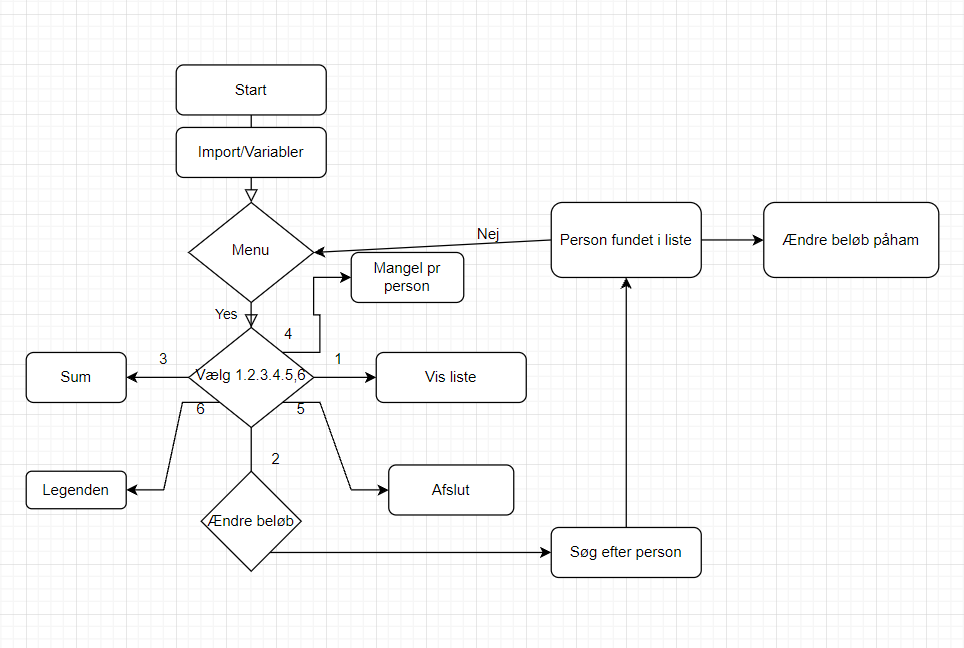 Start
Import/Variabler
Menu
Nej
Person fundet i liste
Ændre beløb påham
Mangel pr
person
Yes
4
3
1
Sum
Vælg 1.2.3.4.5,6
Vis liste
6
5
2
Legenden
Afslut
Ændre beløb
Søg efter person